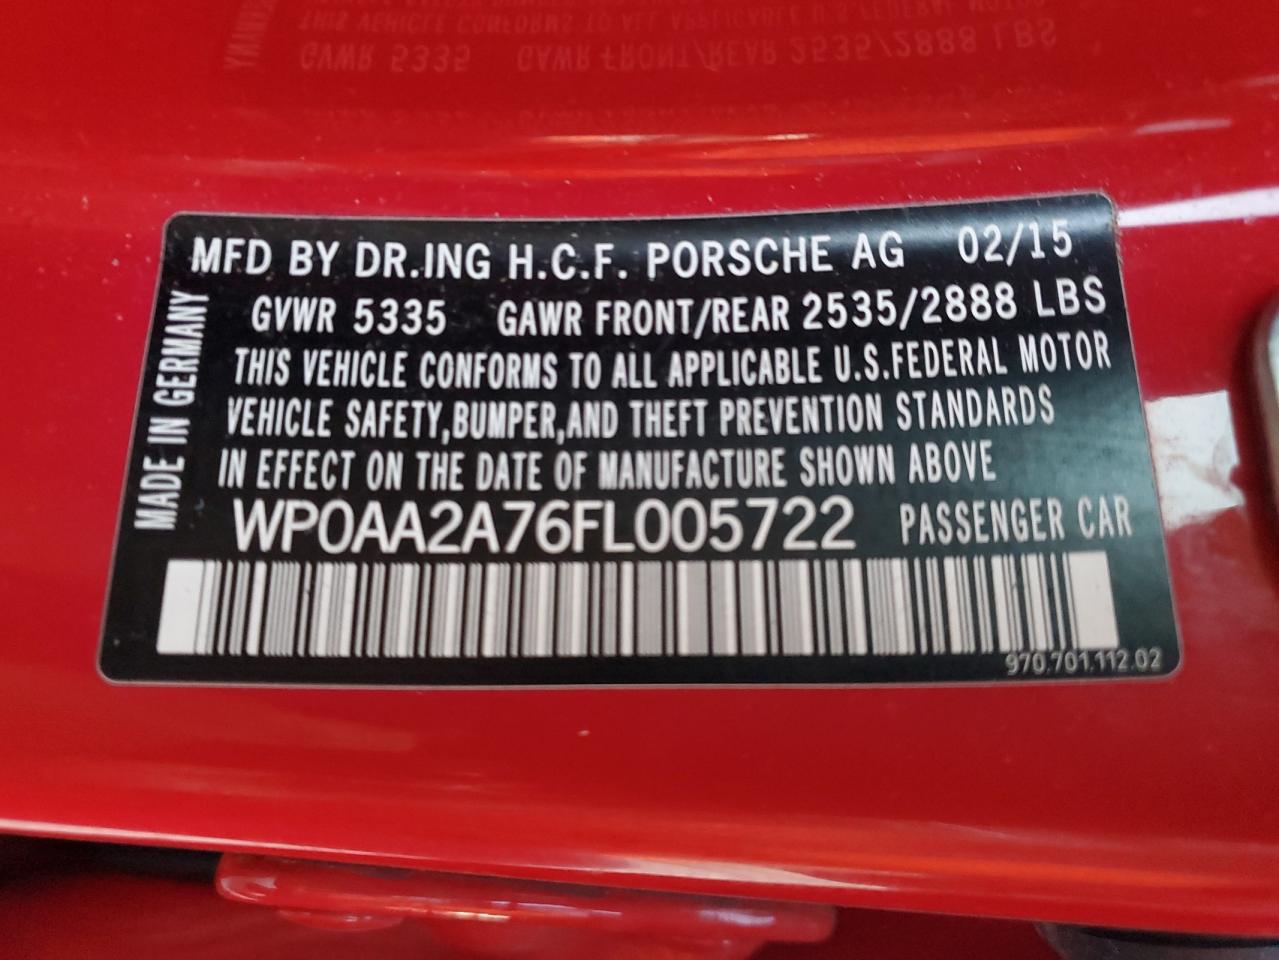 MFD BY DR.ING H.C.F. PORSCHE AG 02/15
GVWR 5335 GAWR FRONT/REAR 2535/2888 LBS
THIS VEHICLE CONFORMS TO ALL APPLICABLE U.S.FEDERAL MOTOR
VEHICLE SAFETY,BUMPER,AND THEFT PREVENTION STANDARDS
IN EFFECT ON THE DATE OF MANUFACTURE SHOWN ABOVE
WP0AA2A76FL005722 PASSENGER CAR
970.701.112.02
MADE IN GERMANY